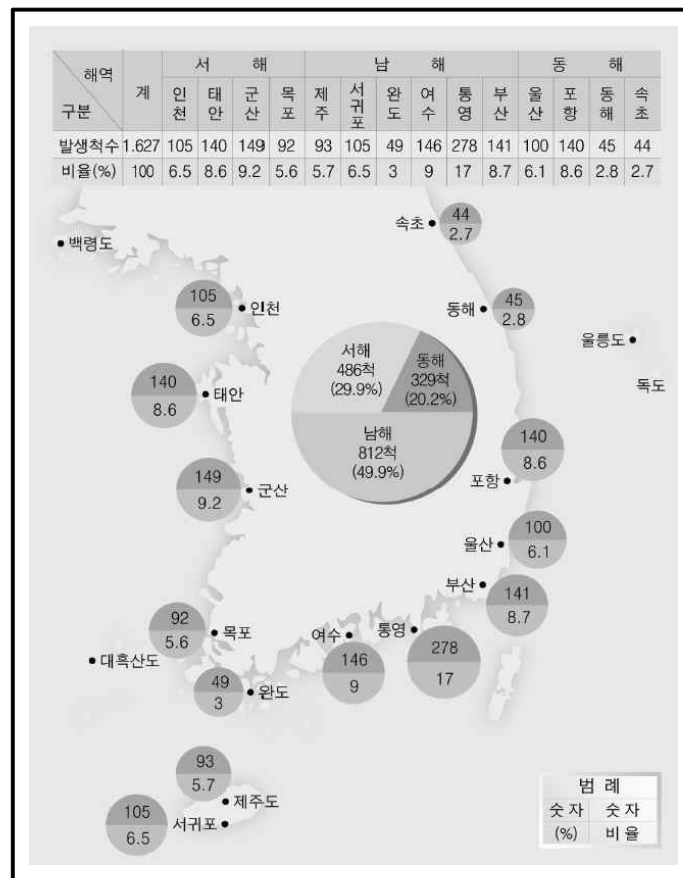 해역 구분 계 서해 남해 동해
인천 태안 군산 목포 제주 서귀포 완도 여수 통영 부산 울산 포항 동해 속초
발생척수 1.627 105 140 149 92 93 105 49 146 278 141 100 140 45 44
비율(%) 100 6.5 8.6 9.2 5.6 5.7 6.5 3 9 17 8.7 6.1 8.6 2.8 2.7
속초 44 2.7
백령도
인천 105 6.5
동해 45 2.8
울릉도
독도
서해
486척
(29.9%)
동해
329척
(20.2%)
남해
812척
(49.9%)
태안 140 8.6
포항 140 8.6
군산 149 9.2
울산 100 6.1
부산 141 8.7
목포 92 5.6
여수 146 9
통영 278 17
대흑산도
완도 49 3
제주도 93 5.7
서귀포 105 6.5
범 례
숫자 숫자
(%) 비율